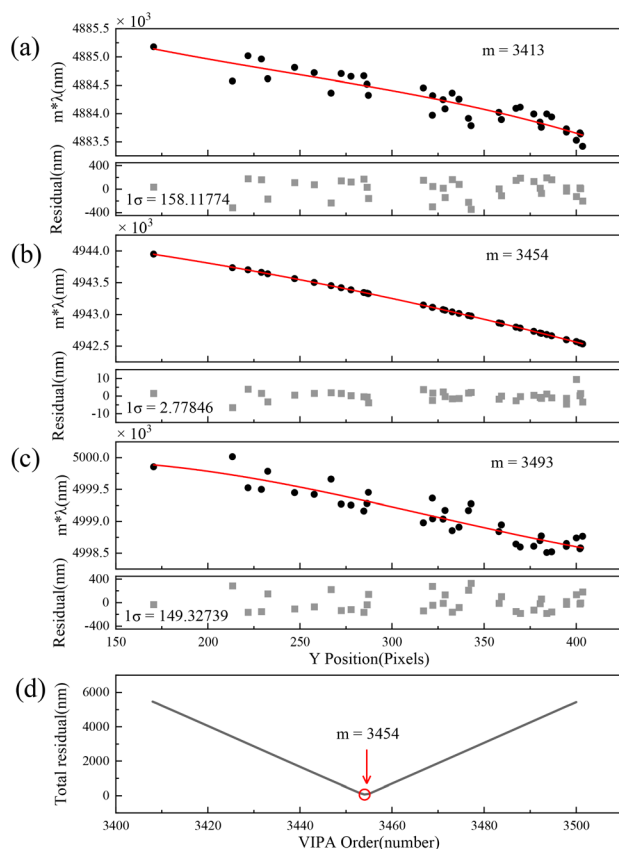 × 10³
(a)
m*λ(nm)
4885.5
4885.0
4884.5
4884.0
4883.5
m = 3413
Residual(nm)
400
0
-400
1σ = 158.11774
× 10³
(b)
m*λ(nm)
4944.0
4943.5
4943.0
4942.5
m = 3454
Residual(nm)
10
0
-10
1σ = 2.77846
× 10³
(c)
m*λ(nm)
5000.0
4999.5
4999.0
4998.5
m = 3493
Residual(nm)
400
0
-400
1σ = 149.32739
150 200 250 300 350 400
Y Position(Pixels)
(d)
Total residual(nm)
6000
4000
2000
0
m = 3454
3400 3420 3440 3460 3480 3500
VIPA Order(number)